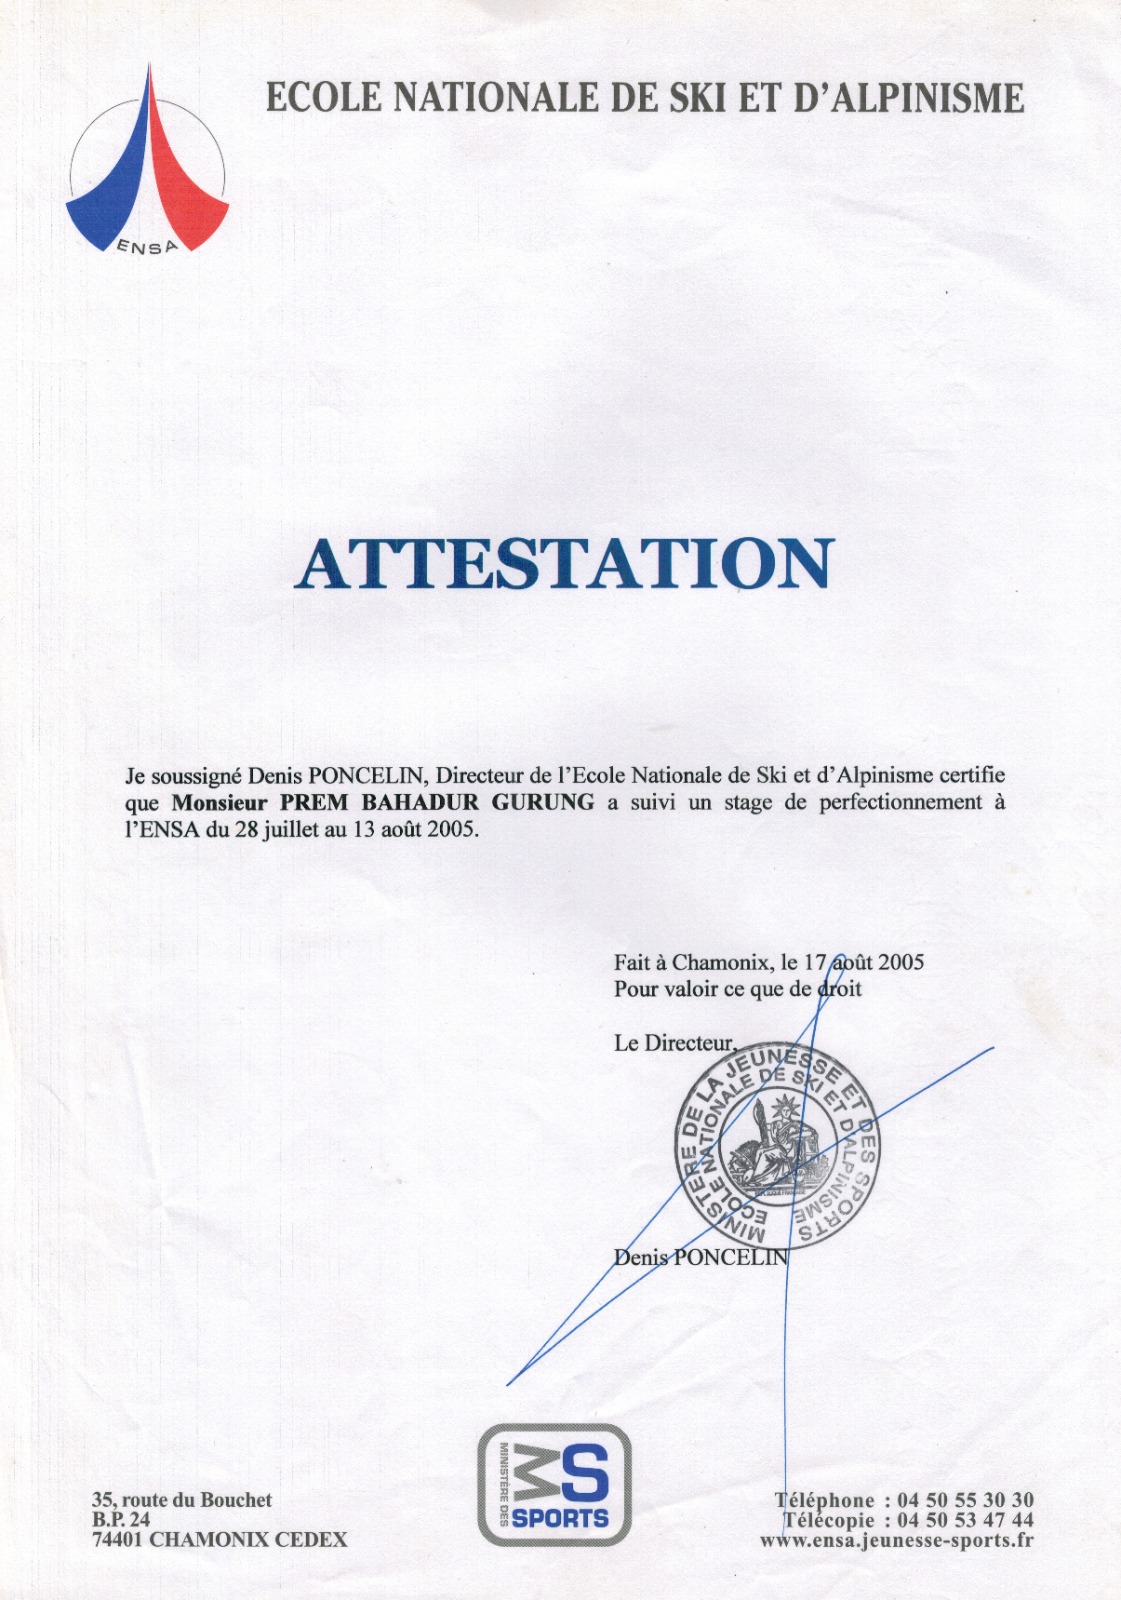 ECOLE NATIONALE DE SKI ET D'ALPINISME
ENSA
ATTESTATION
Je soussigné Denis PONCELIN, Directeur de l'Ecole Nationale de Ski et d'Alpinisme certifie
que Monsieur PREM BAHADUR GURUNG a suivi un stage de perfectionnement à
l'ENSA du 28 juillet au 13 août 2005.
Fait à Chamonix, le 17 août 2005
Pour valoir ce que de droit
Le Directeur,
MINISTERE DE LA JEUNESSE ET DES SPORTS
ECOLE NATIONALE DE SKI ET D'ALPINISME
Denis PONCELIN
MINISTÈRE DES
MS
SPORTS
35, route du Bouchet
B.P. 24
74401 CHAMONIX CEDEX
Téléphone : 04 50 55 30 30
Télécopie : 04 50 53 47 44
www.ensa.jeunesse-sports.fr